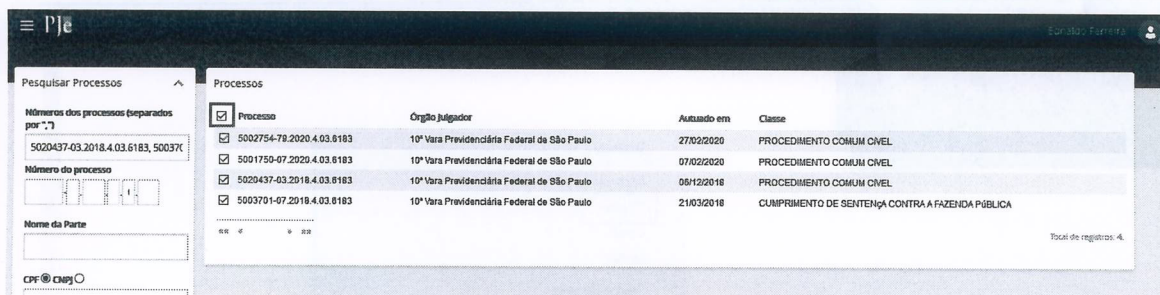 PJe
Ednaldo Ferreira
Pesquisar Processos
Números dos processos (separados
por ",")
5020437-03.2018.4.03.6183, 50037(
Número do processo
Nome da Parte
CPF CNPJ
Processos
Processo Órgão Julgador Autuado em Classe
5002754-79.2020.4.03.6183 10ª Vara Previdenciária Federal de São Paulo 27/02/2020 PROCEDIMENTO COMUM CÍVEL
5001750-07.2020.4.03.6183 10ª Vara Previdenciária Federal de São Paulo 07/02/2020 PROCEDIMENTO COMUM CÍVEL
5020437-03.2018.4.03.6183 10ª Vara Previdenciária Federal de São Paulo 06/12/2018 PROCEDIMENTO COMUM CÍVEL
5003701-07.2018.4.03.6183 10ª Vara Previdenciária Federal de São Paulo 21/03/2018 CUMPRIMENTO DE SENTENçA CONTRA A FAZENDA PúBLICA
«« « » »»
Total de registros: 4.